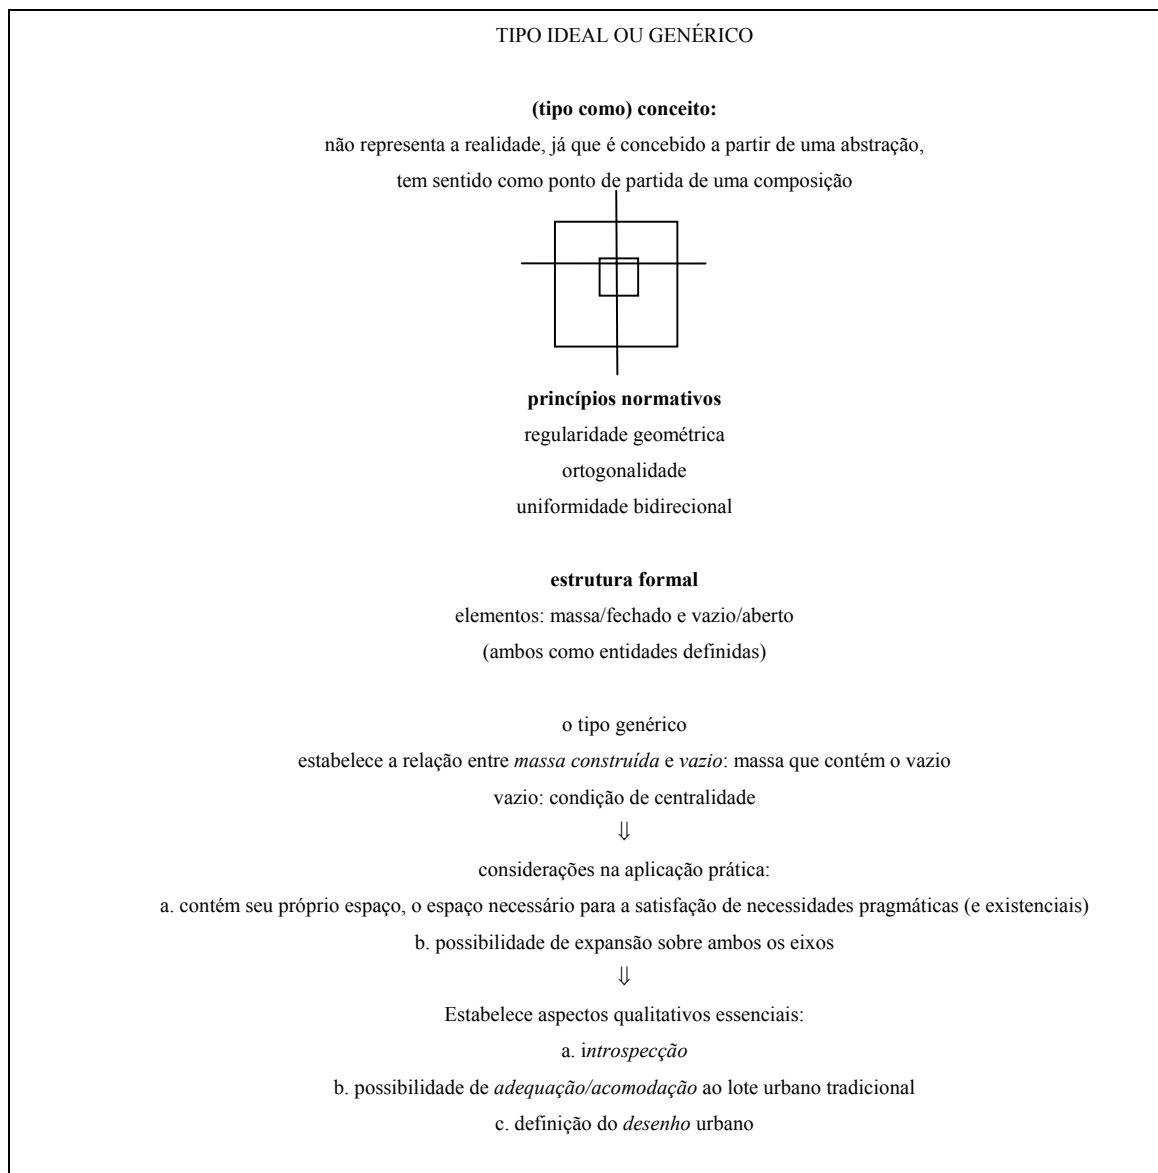 TIPO IDEAL OU GENÉRICO
(tipo como) conceito:
não representa a realidade, já que é concebido a partir de uma abstração,
tem sentido como ponto de partida de uma composição
princípios normativos
regularidade geométrica
ortogonalidade
uniformidade bidirecional
estrutura formal
elementos: massa/fechado e vazio/aberto
(ambos como entidades definidas)
o tipo genérico
estabelece a relação entre massa construída e vazio: massa que contém o vazio
vazio: condição de centralidade
⇓
considerações na aplicação prática:
a. contém seu próprio espaço, o espaço necessário para a satisfação de necessidades pragmáticas (e existenciais)
b. possibilidade de expansão sobre ambos os eixos
⇓
Estabelece aspectos qualitativos essenciais:
a. introspecção
b. possibilidade de adequação/acomodação ao lote urbano tradicional
c. definição do desenho urbano